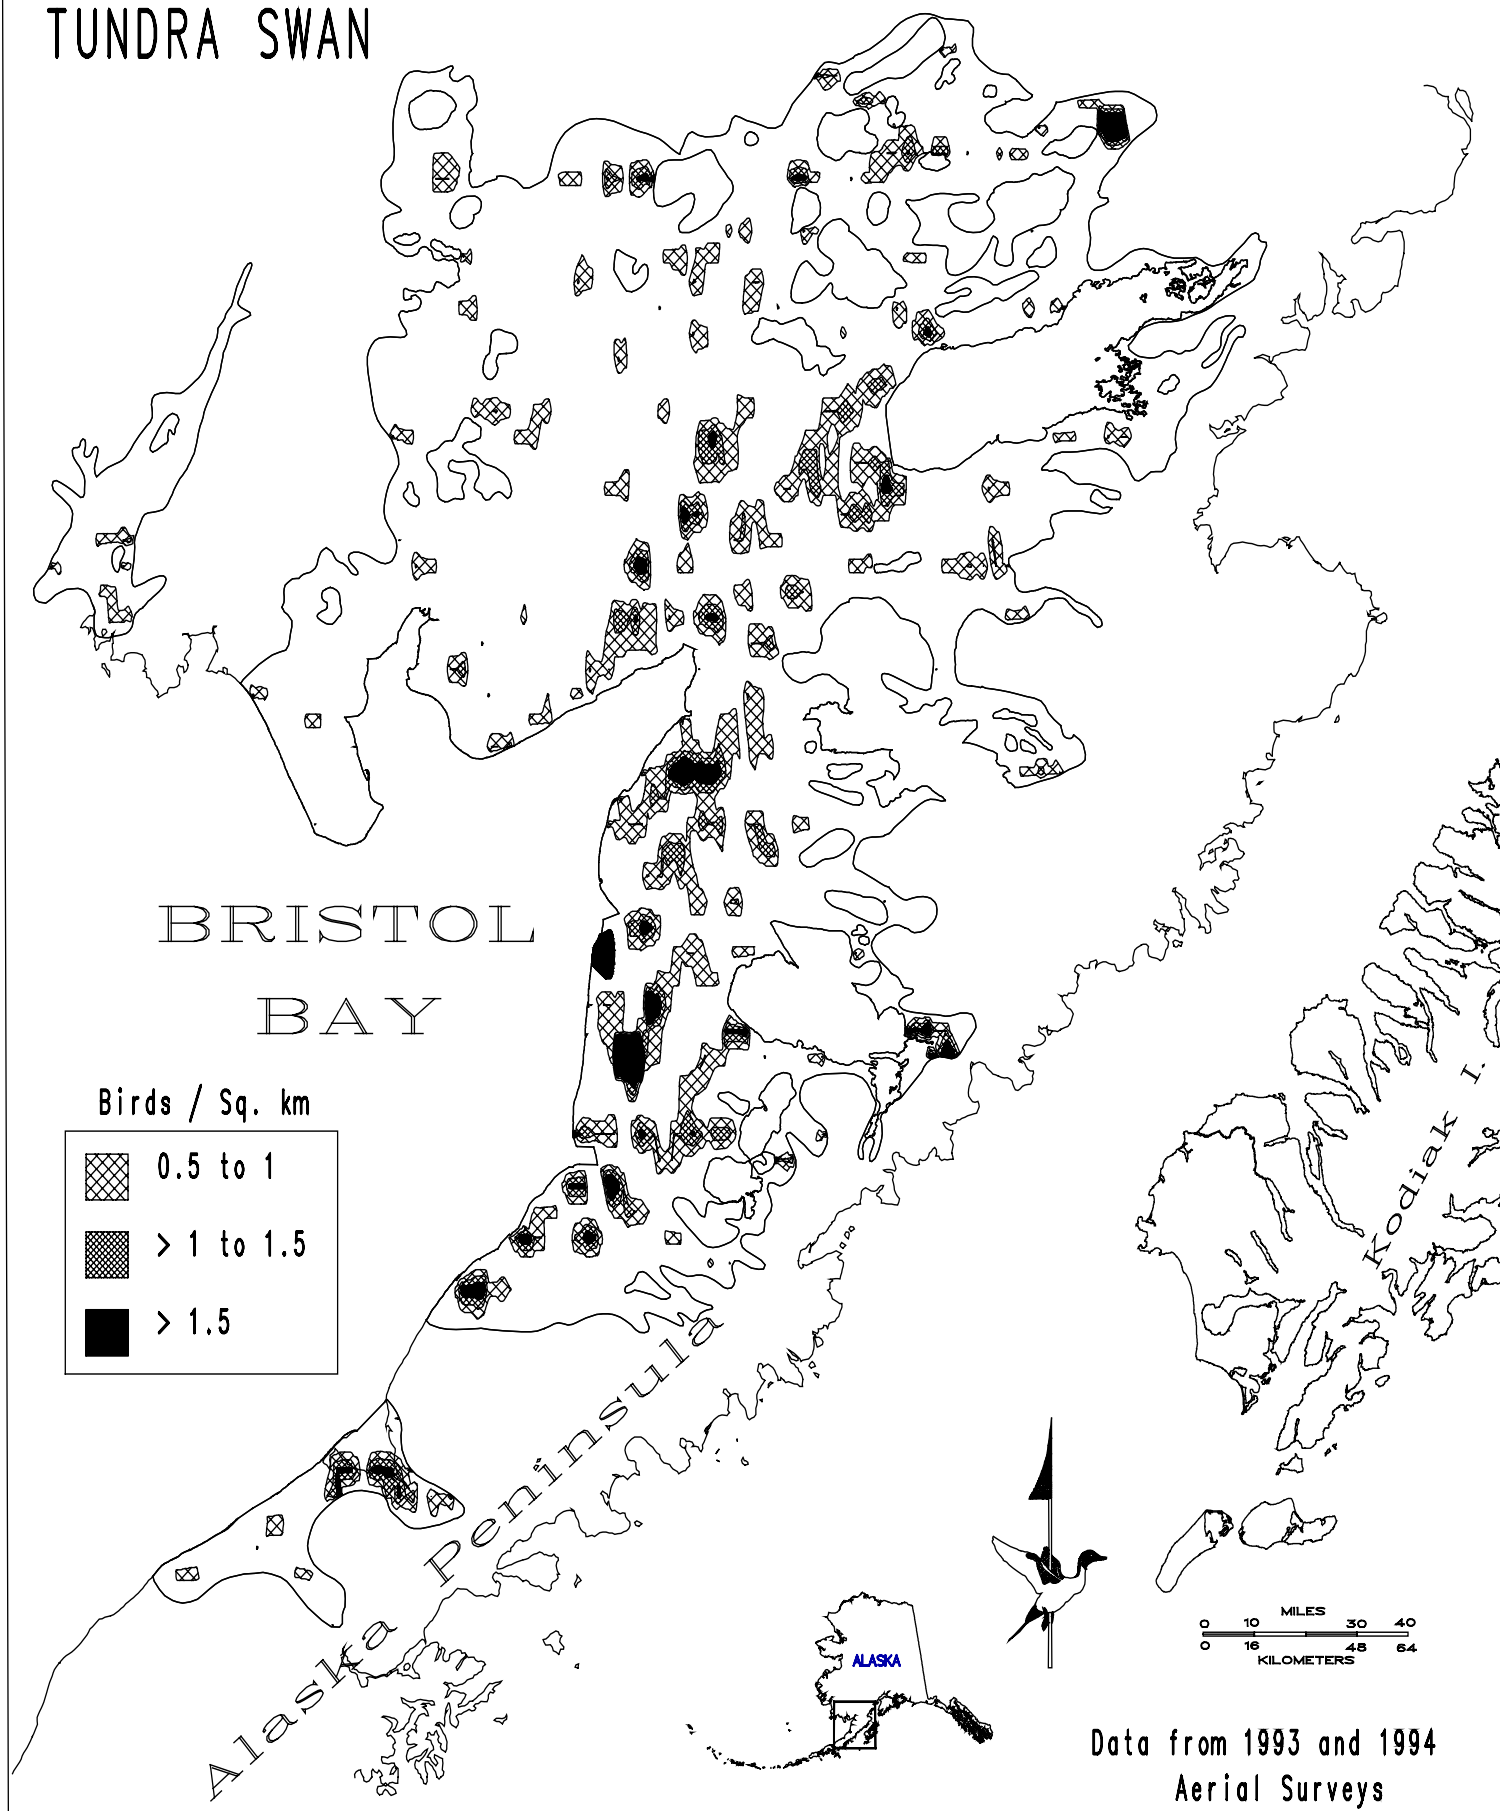 TUNDRA SWAN
BRISTOL
BAY
Birds / Sq. km
0.5 to 1
> 1 to 1.5
> 1.5
Kodiak I.
Alaska Peninsula
ALASKA
MILES
0 10 30 40
0 16 48 64
KILOMETERS
Data from 1993 and 1994
Aerial Surveys